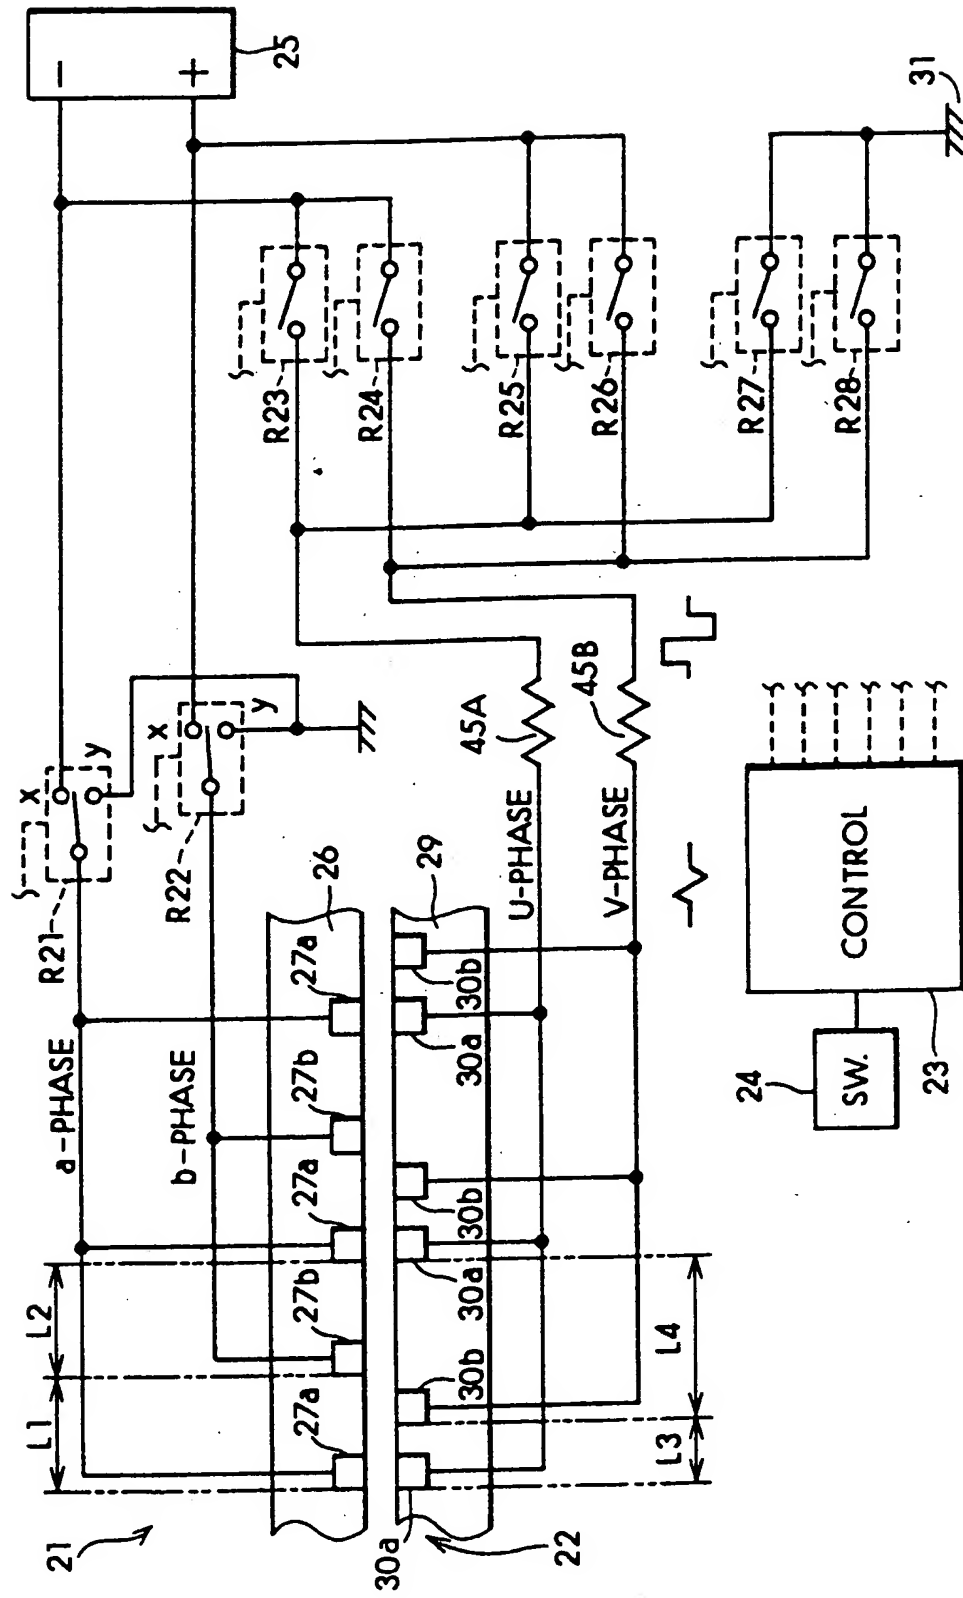 21
L1
L2
a-PHASE
b-PHASE
R21
R22
x
y
x
y
−
+
25
27a
27b
27a
27b
27a
26
30a
30b
30a
30b
30a
30b
29
22
L3
L4
U-PHASE
V-PHASE
45A
45B
R23
R24
R25
R26
R27
R28
31
24
SW.
CONTROL
23